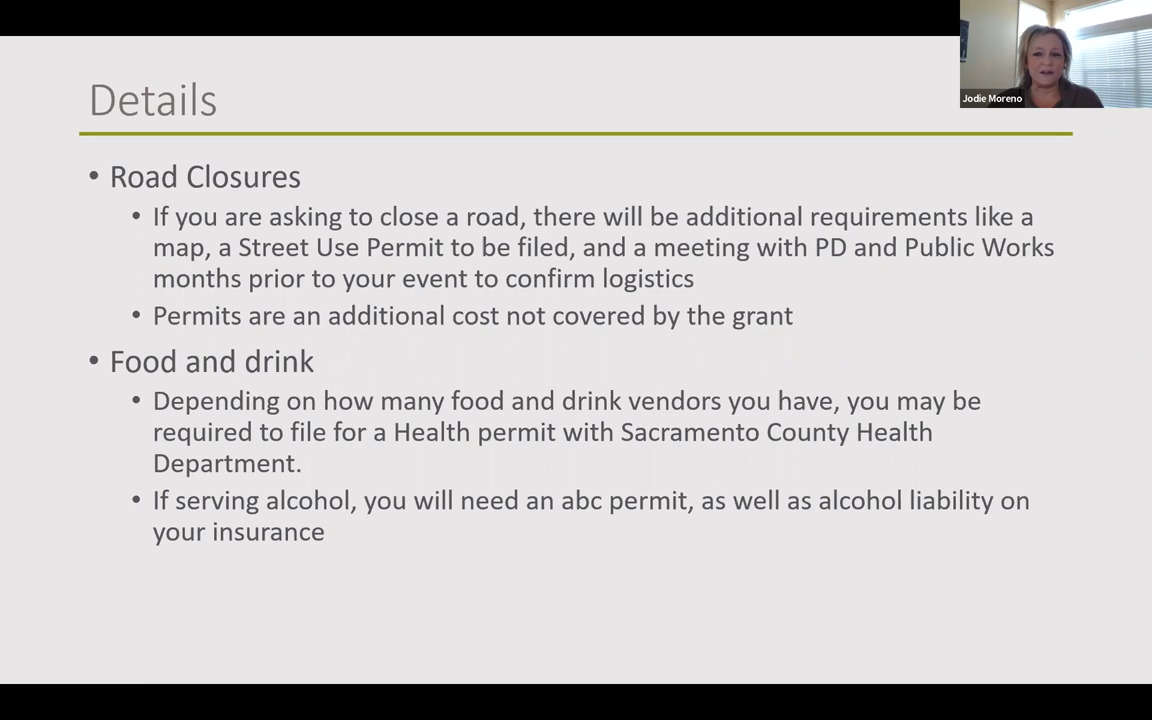 Details
Jodie Moreno
• Road Closures
• If you are asking to close a road, there will be additional requirements like a
map, a Street Use Permit to be filed, and a meeting with PD and Public Works
months prior to your event to confirm logistics
• Permits are an additional cost not covered by the grant
• Food and drink
• Depending on how many food and drink vendors you have, you may be
required to file for a Health permit with Sacramento County Health
Department.
• If serving alcohol, you will need an abc permit, as well as alcohol liability on
your insurance